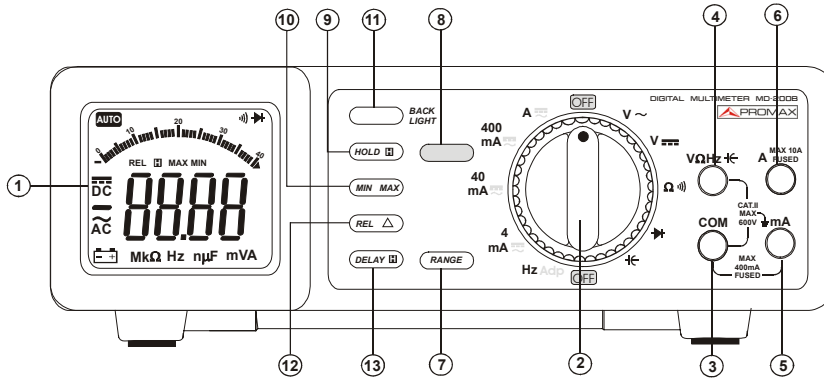 10
9
11
8
4
6
AUTO
0 10 20 30 40
REL H MAX MIN
DC
AC
88.88
MkΩ Hz nµF mVA
1
BACK
LIGHT
HOLD H
MIN MAX
REL △
DELAY H
RANGE
OFF
A
400
mA
40
mA
4
mA
Hz Adp
OFF
V ~
V
Ω
DIGITAL MULTIMETER MD-200B
PROMAX
VΩHz
A
MAX 10A
FUSED
CAT.II
MAX
600V
COM
mA
MAX
400mA
FUSED
12
13
7
2
3
5